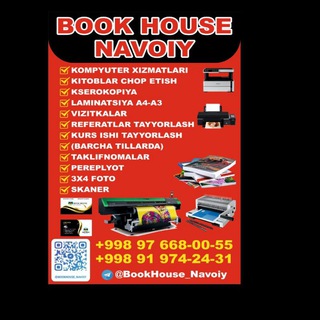 BOOK HOUSE
NAVOIY
KOMPYUTER XIZMATLARI
KITOBLAR CHOP ETISH
KSEROKOPIYA
LAMINATSIYA A4-A3
VIZITKALAR
REFERATLAR TAYYORLASH
KURS ISHI TAYYORLASH
(BARCHA TILLARDA)
TAKLIFNOMALAR
PEREPLYOT
3X4 FOTO
SKANER
+998 97 668-00-55
+998 91 974-24-31
@BookHouse_Navoiy